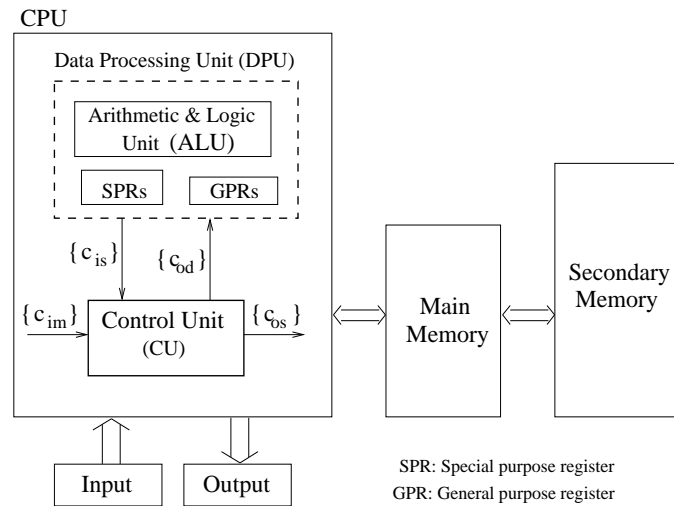 CPU
Data Processing Unit (DPU)
Arithmetic & Logic
Unit (ALU)
SPRs
GPRs
{c_is}
{c_od}
{c_im}
Control Unit
(CU)
{c_os}
Main
Memory
Secondary
Memory
Input
Output
SPR: Special purpose register
GPR: General purpose register